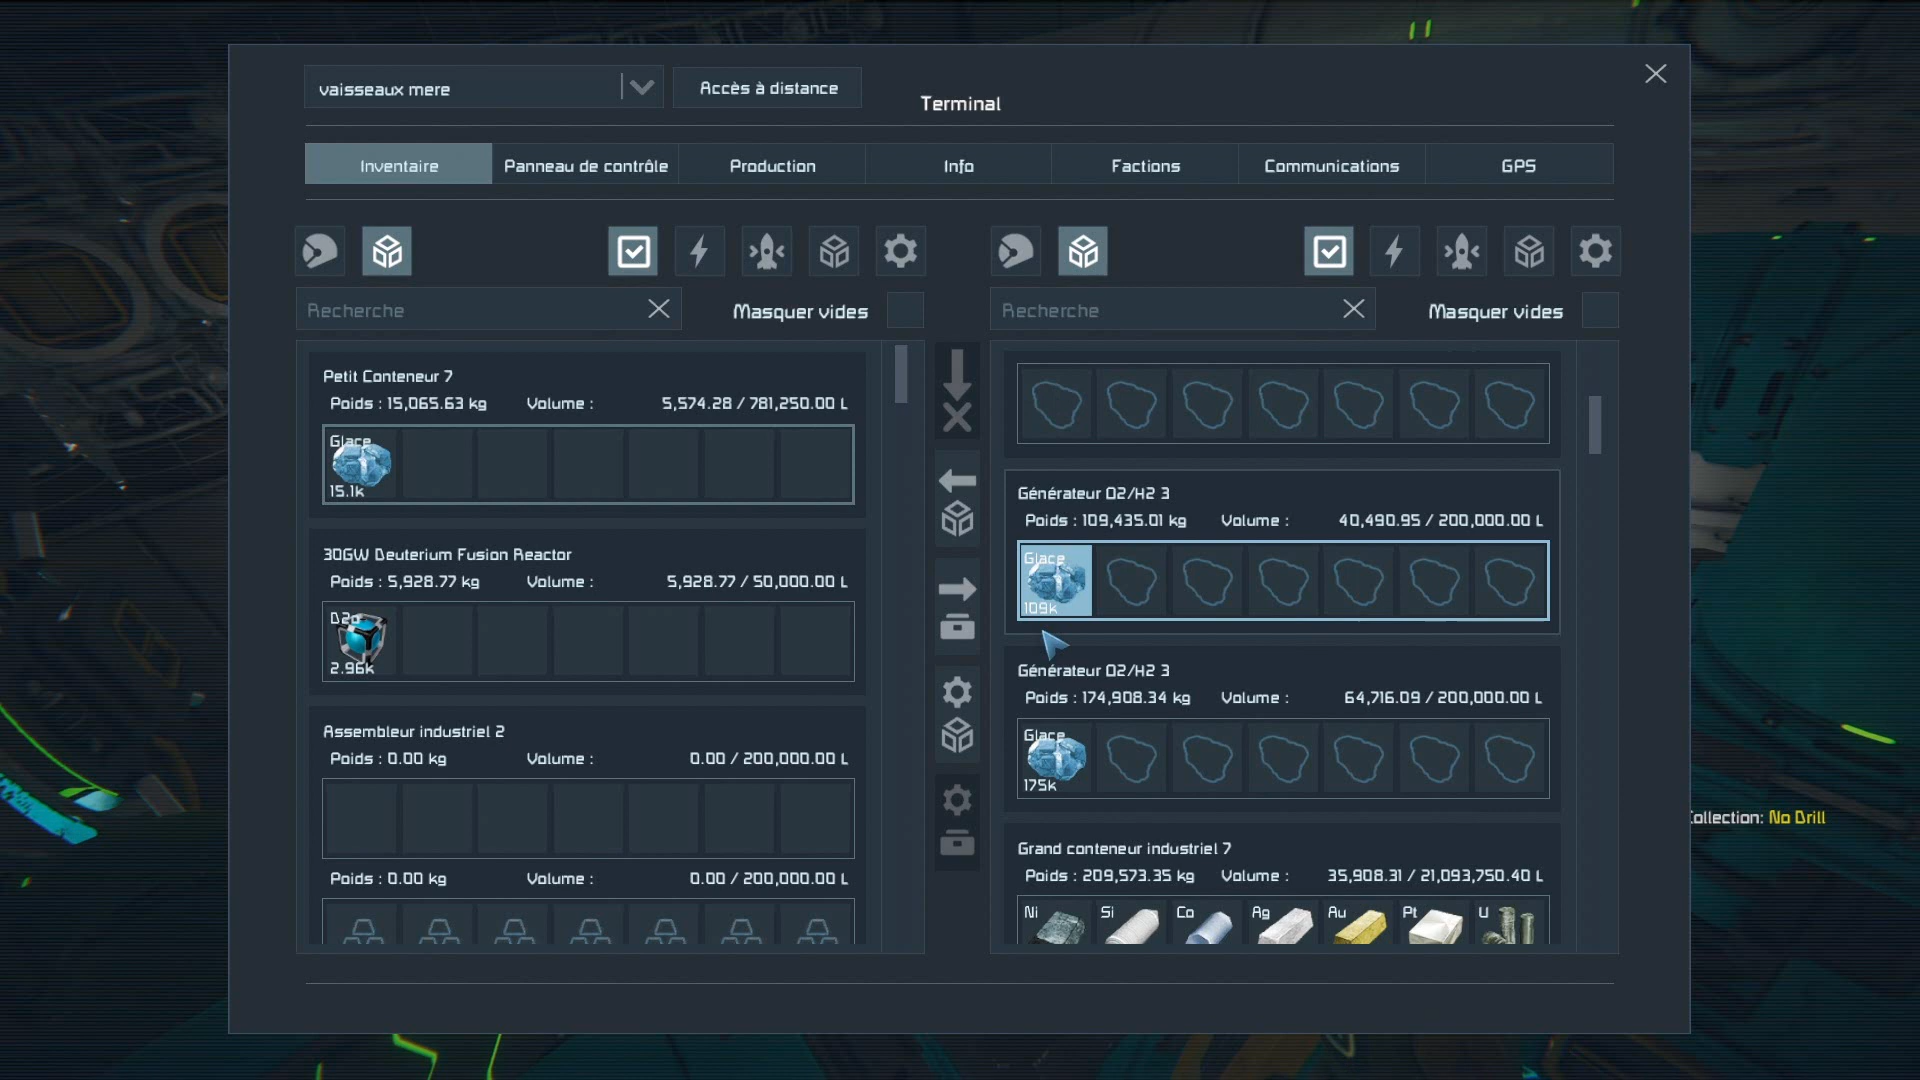 vaisseaux mere
Accès à distance
Terminal
Inventaire
Panneau de contrôle
Production
Info
Factions
Communications
GPS
Recherche
Masquer vides
Recherche
Masquer vides
Petit Conteneur 7
Poids : 15,065.63 kg Volume : 5,574.28 / 781,250.00 L
Glace
15.1k
30GW Deuterium Fusion Reactor
Poids : 5,928.77 kg Volume : 5,928.77 / 50,000.00 L
D2o
2.96k
Assembleur industriel 2
Poids : 0.00 kg Volume : 0.00 / 200,000.00 L
Poids : 0.00 kg Volume : 0.00 / 200,000.00 L
Générateur O2/H2 3
Poids : 109,435.01 kg Volume : 40,490.95 / 200,000.00 L
Glace
109k
Générateur O2/H2 3
Poids : 174,908.34 kg Volume : 64,716.09 / 200,000.00 L
Glace
175k
Grand conteneur industriel 7
Poids : 209,573.35 kg Volume : 35,908.31 / 21,093,750.40 L
Ni Si Co Ag Au Pt U
Collection: No Drill